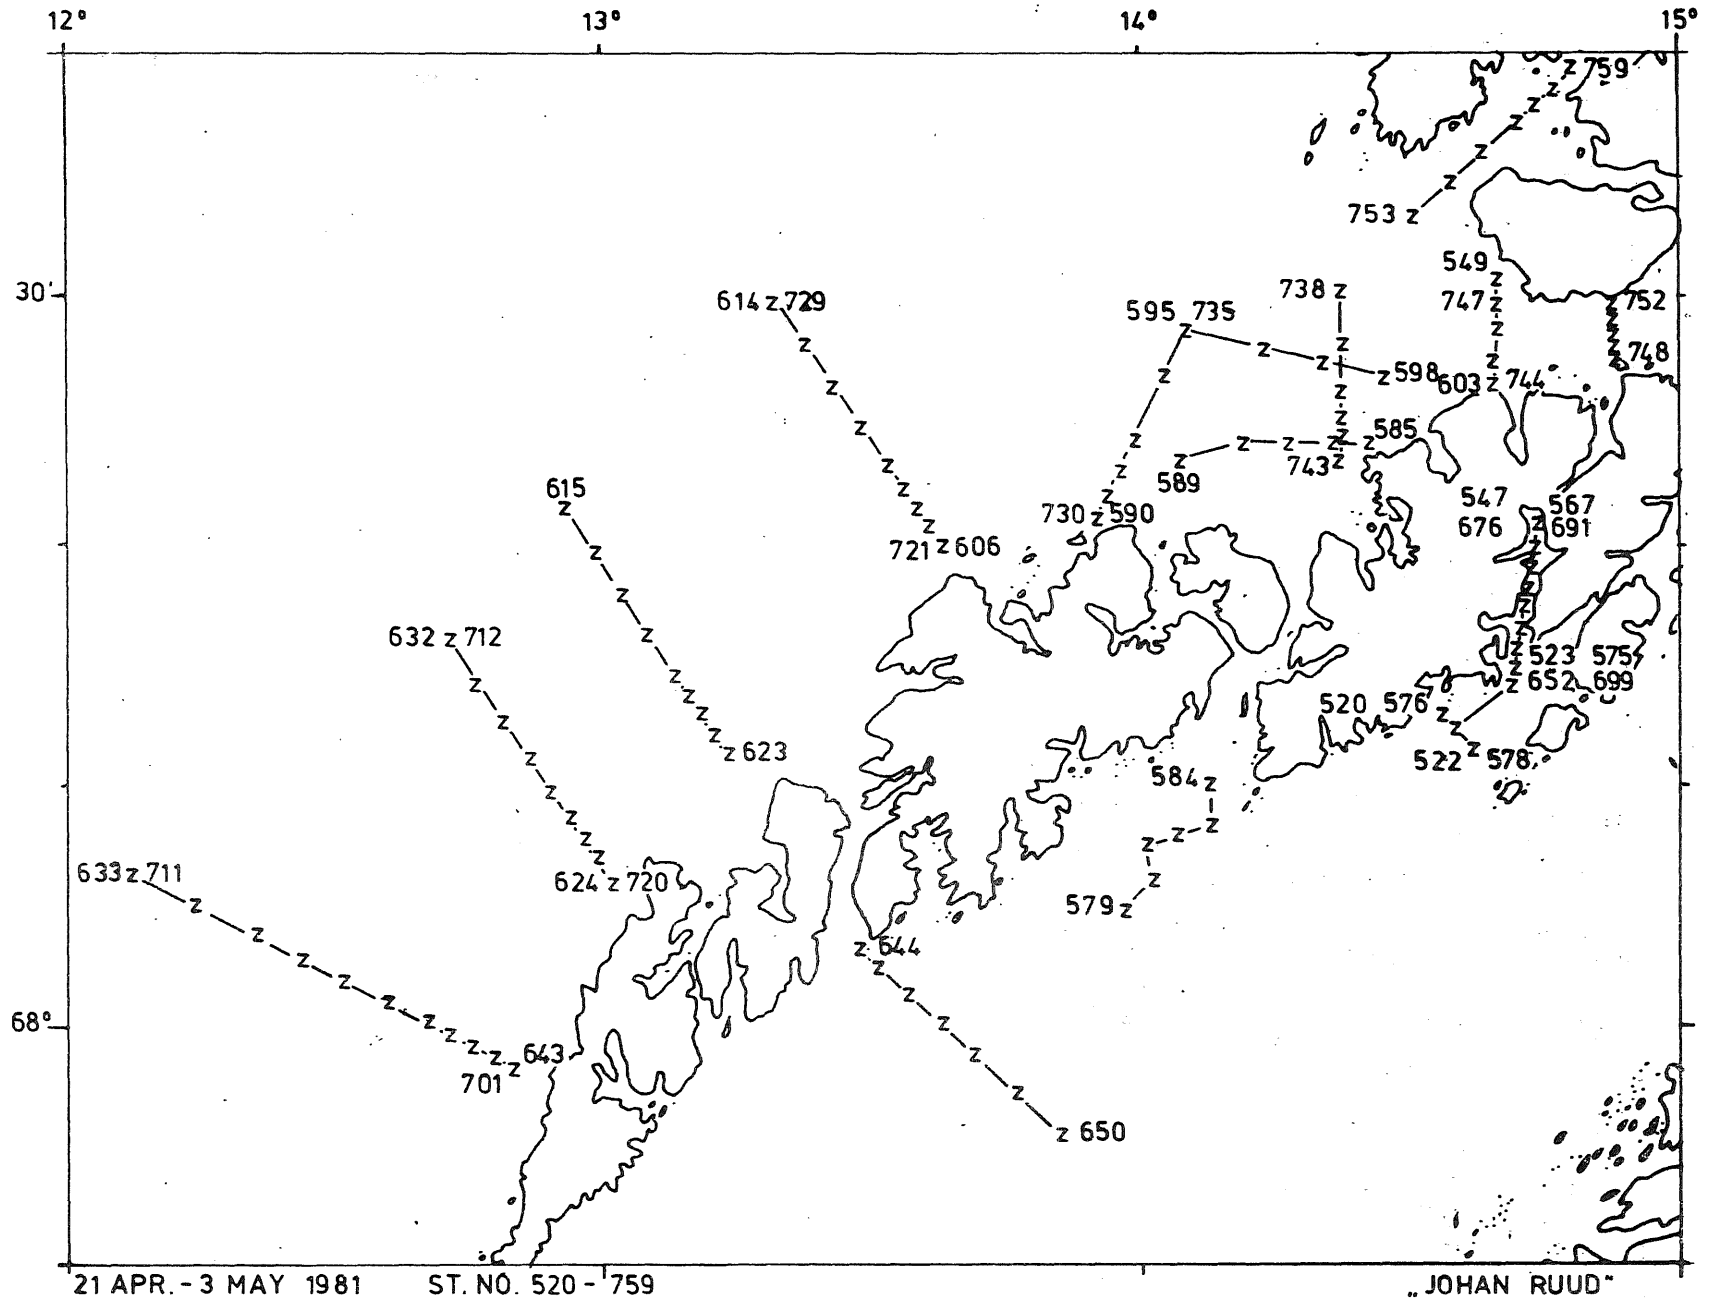 12° 13° 14° 15°
z 759
753 z
549
30'
614 z 729
738 z
747 z
z 752
595 735
748
z 598
603 z 744
585
743
589
615
547 567
730 z 590
676 691
721 z 606
632 z 712
523 575
652 699
520 576
z 623
522 578
584 z
633 z 711
624 z 720
579 z
z 644
68°
643
701
z 650
21 APR. - 3 MAY 1981 ST. NO. 520 - 759 „JOHAN RUUD"